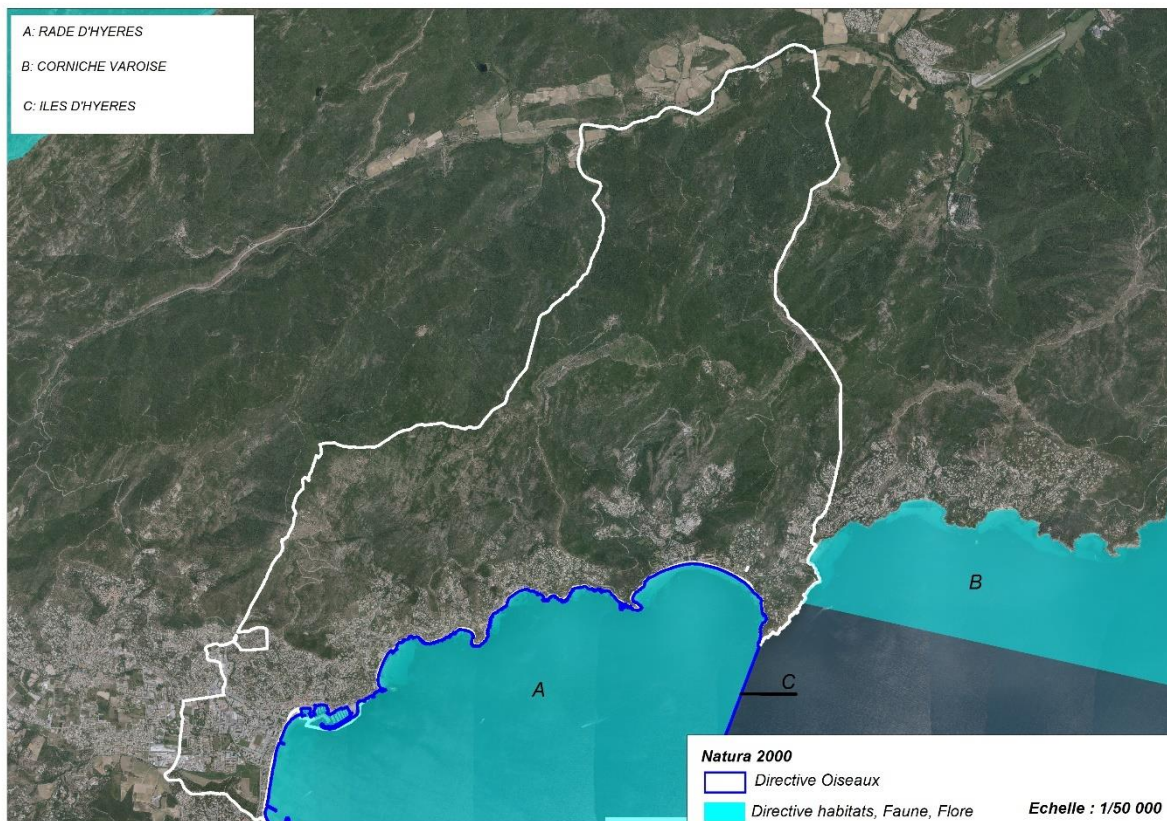 A: RADE D'HYERES
B: CORNICHE VAROISE
C: ILES D'HYERES
B
A
C
Natura 2000
Directive Oiseaux
Directive habitats, Faune, Flore
Echelle : 1/50 000